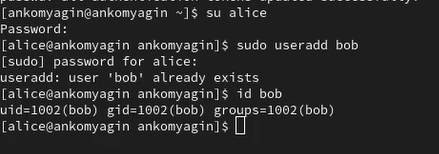 [ankomyagin@ankomyagin ~]$ su alice
Password:
[alice@ankomyagin ankomyagin]$ sudo useradd bob
[sudo] password for alice:
useradd: user 'bob' already exists
[alice@ankomyagin ankomyagin]$ id bob
uid=1002(bob) gid=1002(bob) groups=1002(bob)
[alice@ankomyagin ankomyagin]$